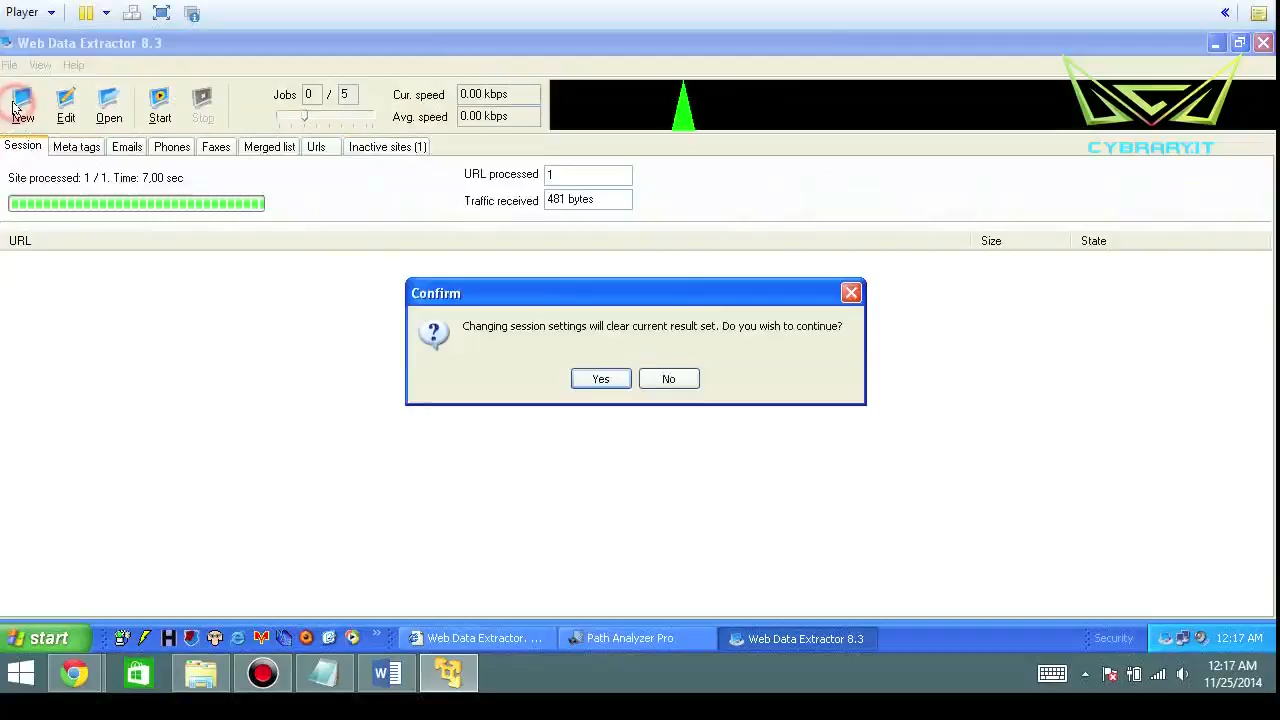 Player
Web Data Extractor 8.3
File View Help
New Edit Open Start Stop
Jobs 0 / 5
Cur. speed 0.00 kbps
Avg. speed 0.00 kbps
CYBRARY.IT
Session Meta tags Emails Phones Faxes Merged list Urls Inactive sites (1)
Site processed: 1 / 1. Time: 7,00 sec
URL processed 1
Traffic received 481 bytes
URL Size State
Confirm
Changing session settings will clear current result set. Do you wish to continue?
Yes No
start Web Data Extractor. ... Path Analyzer Pro Web Data Extractor 8.3 Security 12:17 AM
12:17 AM
11/25/2014